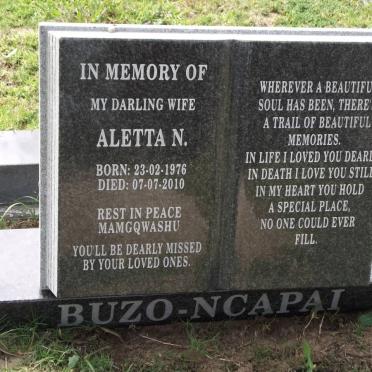 IN MEMORY OF
MY DARLING WIFE
ALETTA N.
BORN: 23-02-1976
DIED: 07-07-2010
REST IN PEACE
MAMGQWASHU
YOU'LL BE DEARLY MISSED
BY YOUR LOVED ONES.
WHEREVER A BEAUTIFU
SOUL HAS BEEN, THERE'
A TRAIL OF BEAUTIFUL
MEMORIES.
IN LIFE I LOVED YOU DEARL
IN DEATH I LOVE YOU STILL
IN MY HEART YOU HOLD
A SPECIAL PLACE,
NO ONE COULD EVER
FILL.
BUZO-NCAPAI